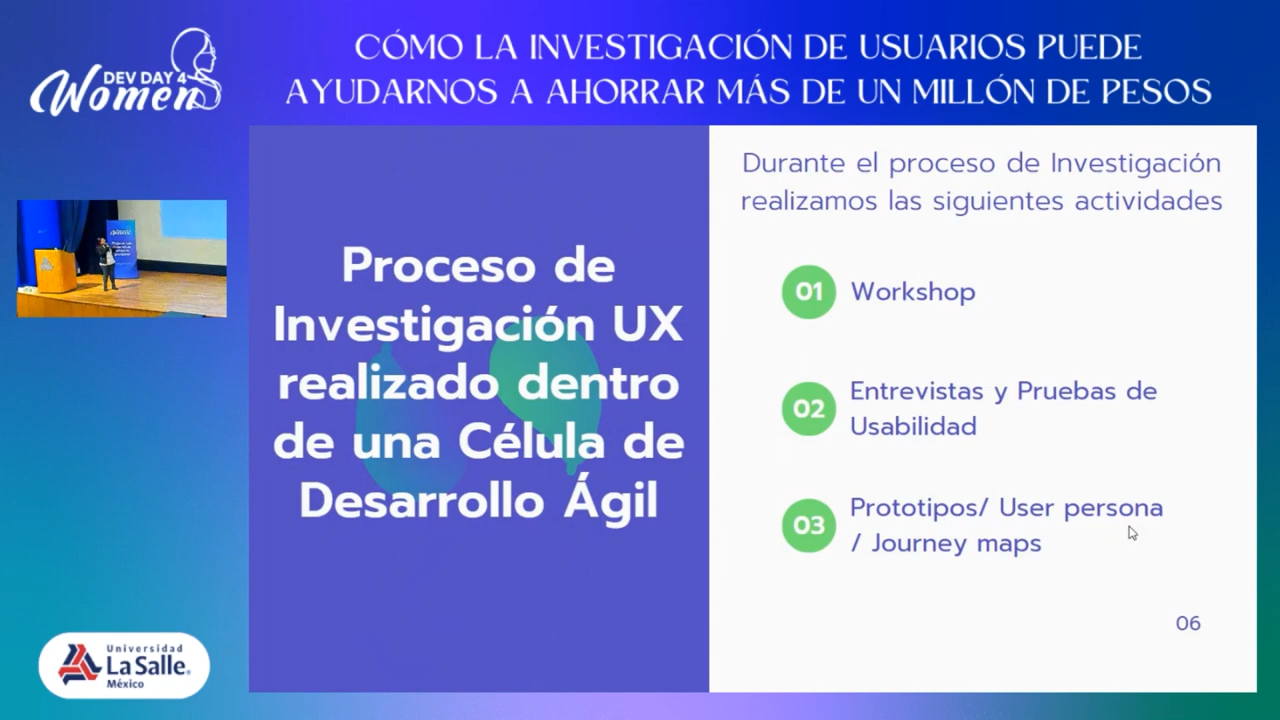 DEV DAY 4
Women
CÓMO LA INVESTIGACIÓN DE USUARIOS PUEDE
AYUDARNOS A AHORRAR MÁS DE UN MILLÓN DE PESOS
Proceso de
Investigación UX
realizado dentro
de una Célula de
Desarrollo Ágil
Durante el proceso de Investigación
realizamos las siguientes actividades
01 Workshop
02 Entrevistas y Pruebas de
Usabilidad
03 Prototipos/ User persona
/ Journey maps
06
Universidad
La Salle
México